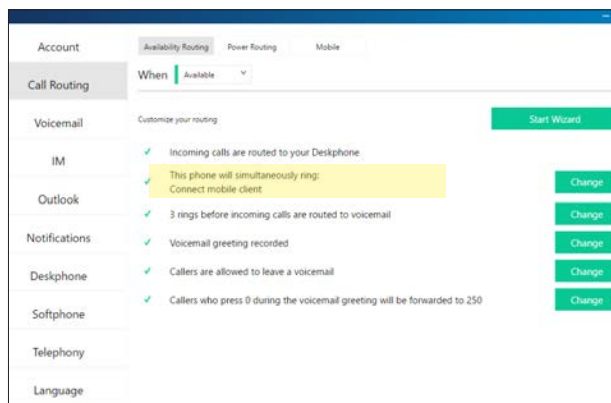 Account
Call Routing
Voicemail
IM
Outlook
Notifications
Deskphone
Softphone
Telephony
Language
Availability Routing Power Routing Mobile
When Available
Customize your routing Start Wizard
Incoming calls are routed to your Deskphone
This phone will simultaneously ring:
Connect mobile client Change
3 rings before incoming calls are routed to voicemail Change
Voicemail greeting recorded Change
Callers are allowed to leave a voicemail Change
Callers who press 0 during the voicemail greeting will be forwarded to 250 Change